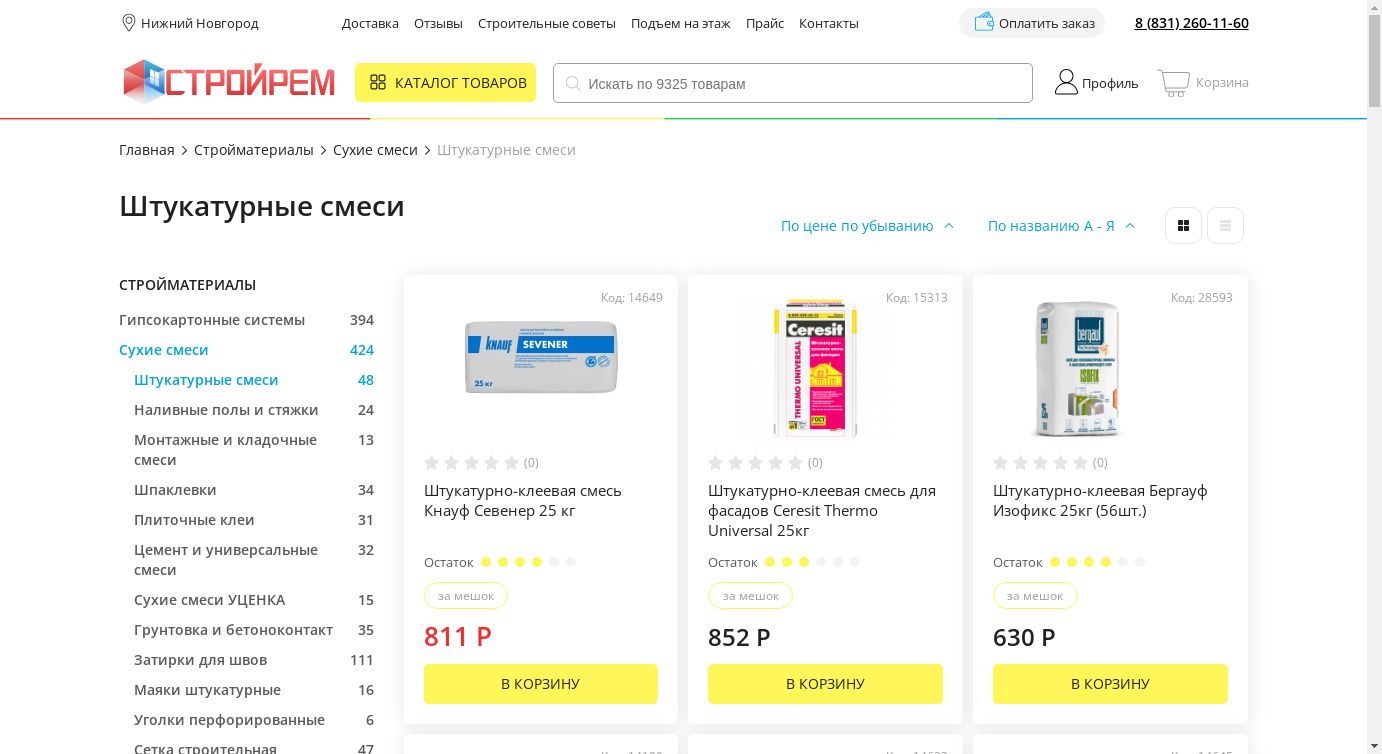 Нижний Новгород
Доставка Отзывы Строительные советы Подъем на этаж Прайс Контакты
Оплатить заказ
8 (831) 260-11-60
СТРОЙРЕМ
КАТАЛОГ ТОВАРОВ
Искать по 9325 товарам
Профиль
Корзина
Главная Стройматериалы Сухие смеси Штукатурные смеси
Штукатурные смеси
По цене по убыванию
По названию А - Я
СТРОЙМАТЕРИАЛЫ
Гипсокартонные системы 394
Сухие смеси 424
Штукатурные смеси 48
Наливные полы и стяжки 24
Монтажные и кладочные 13
смеси
Шпаклевки 34
Плиточные клеи 31
Цемент и универсальные 32
смеси
Сухие смеси УЦЕНКА 15
Грунтовка и бетоноконтакт 35
Затирки для швов 111
Маяки штукатурные 16
Уголки перфорированные 6
Сетка строительная 47
Код: 14649
KNAUF SEVENER
25 кг
(0)
Штукатурно-клеевая смесь
Кнауф Севенер 25 кг
Остаток
за мешок
811 Р
В КОРЗИНУ
Код: 15313
Ceresit
THERMO UNIVERSAL
ГОСТ
(0)
Штукатурно-клеевая смесь для
фасадов Ceresit Thermo
Universal 25кг
Остаток
за мешок
852 Р
В КОРЗИНУ
Код: 28593
bergauf
ISOFIX
(0)
Штукатурно-клеевая Бергауф
Изофикс 25кг (56шт.)
Остаток
за мешок
630 Р
В КОРЗИНУ